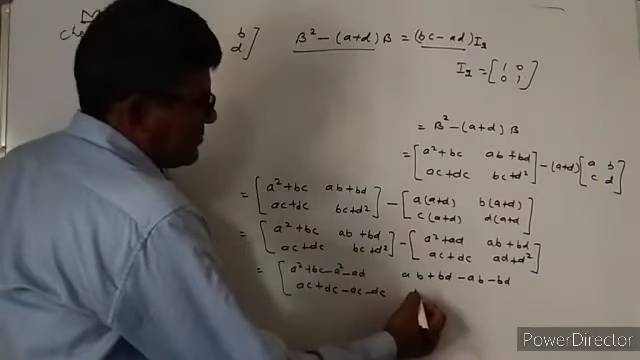 b
d ]
B² - (a+d) B = (bc - ad) I₂
I₂ = [ 1 0
0 1 ]
= B² - (a+d) B
= [ a² + bc ab + bd
ac + dc bc + d² ] - (a+d) [ a b
c d ]
= [ a² + bc ab + bd
ac + dc bc + d² ] - [ a(a+d) b(a+d)
c(a+d) d(a+d) ]
= [ a² + bc ab + bd
ac + dc bc + d² ] - [ a² + ad ab + bd
ac + dc ad + d² ]
= [ a² + bc - a² - ad ab + bd - ab - bd
ac + dc - ac - dc
PowerDirector